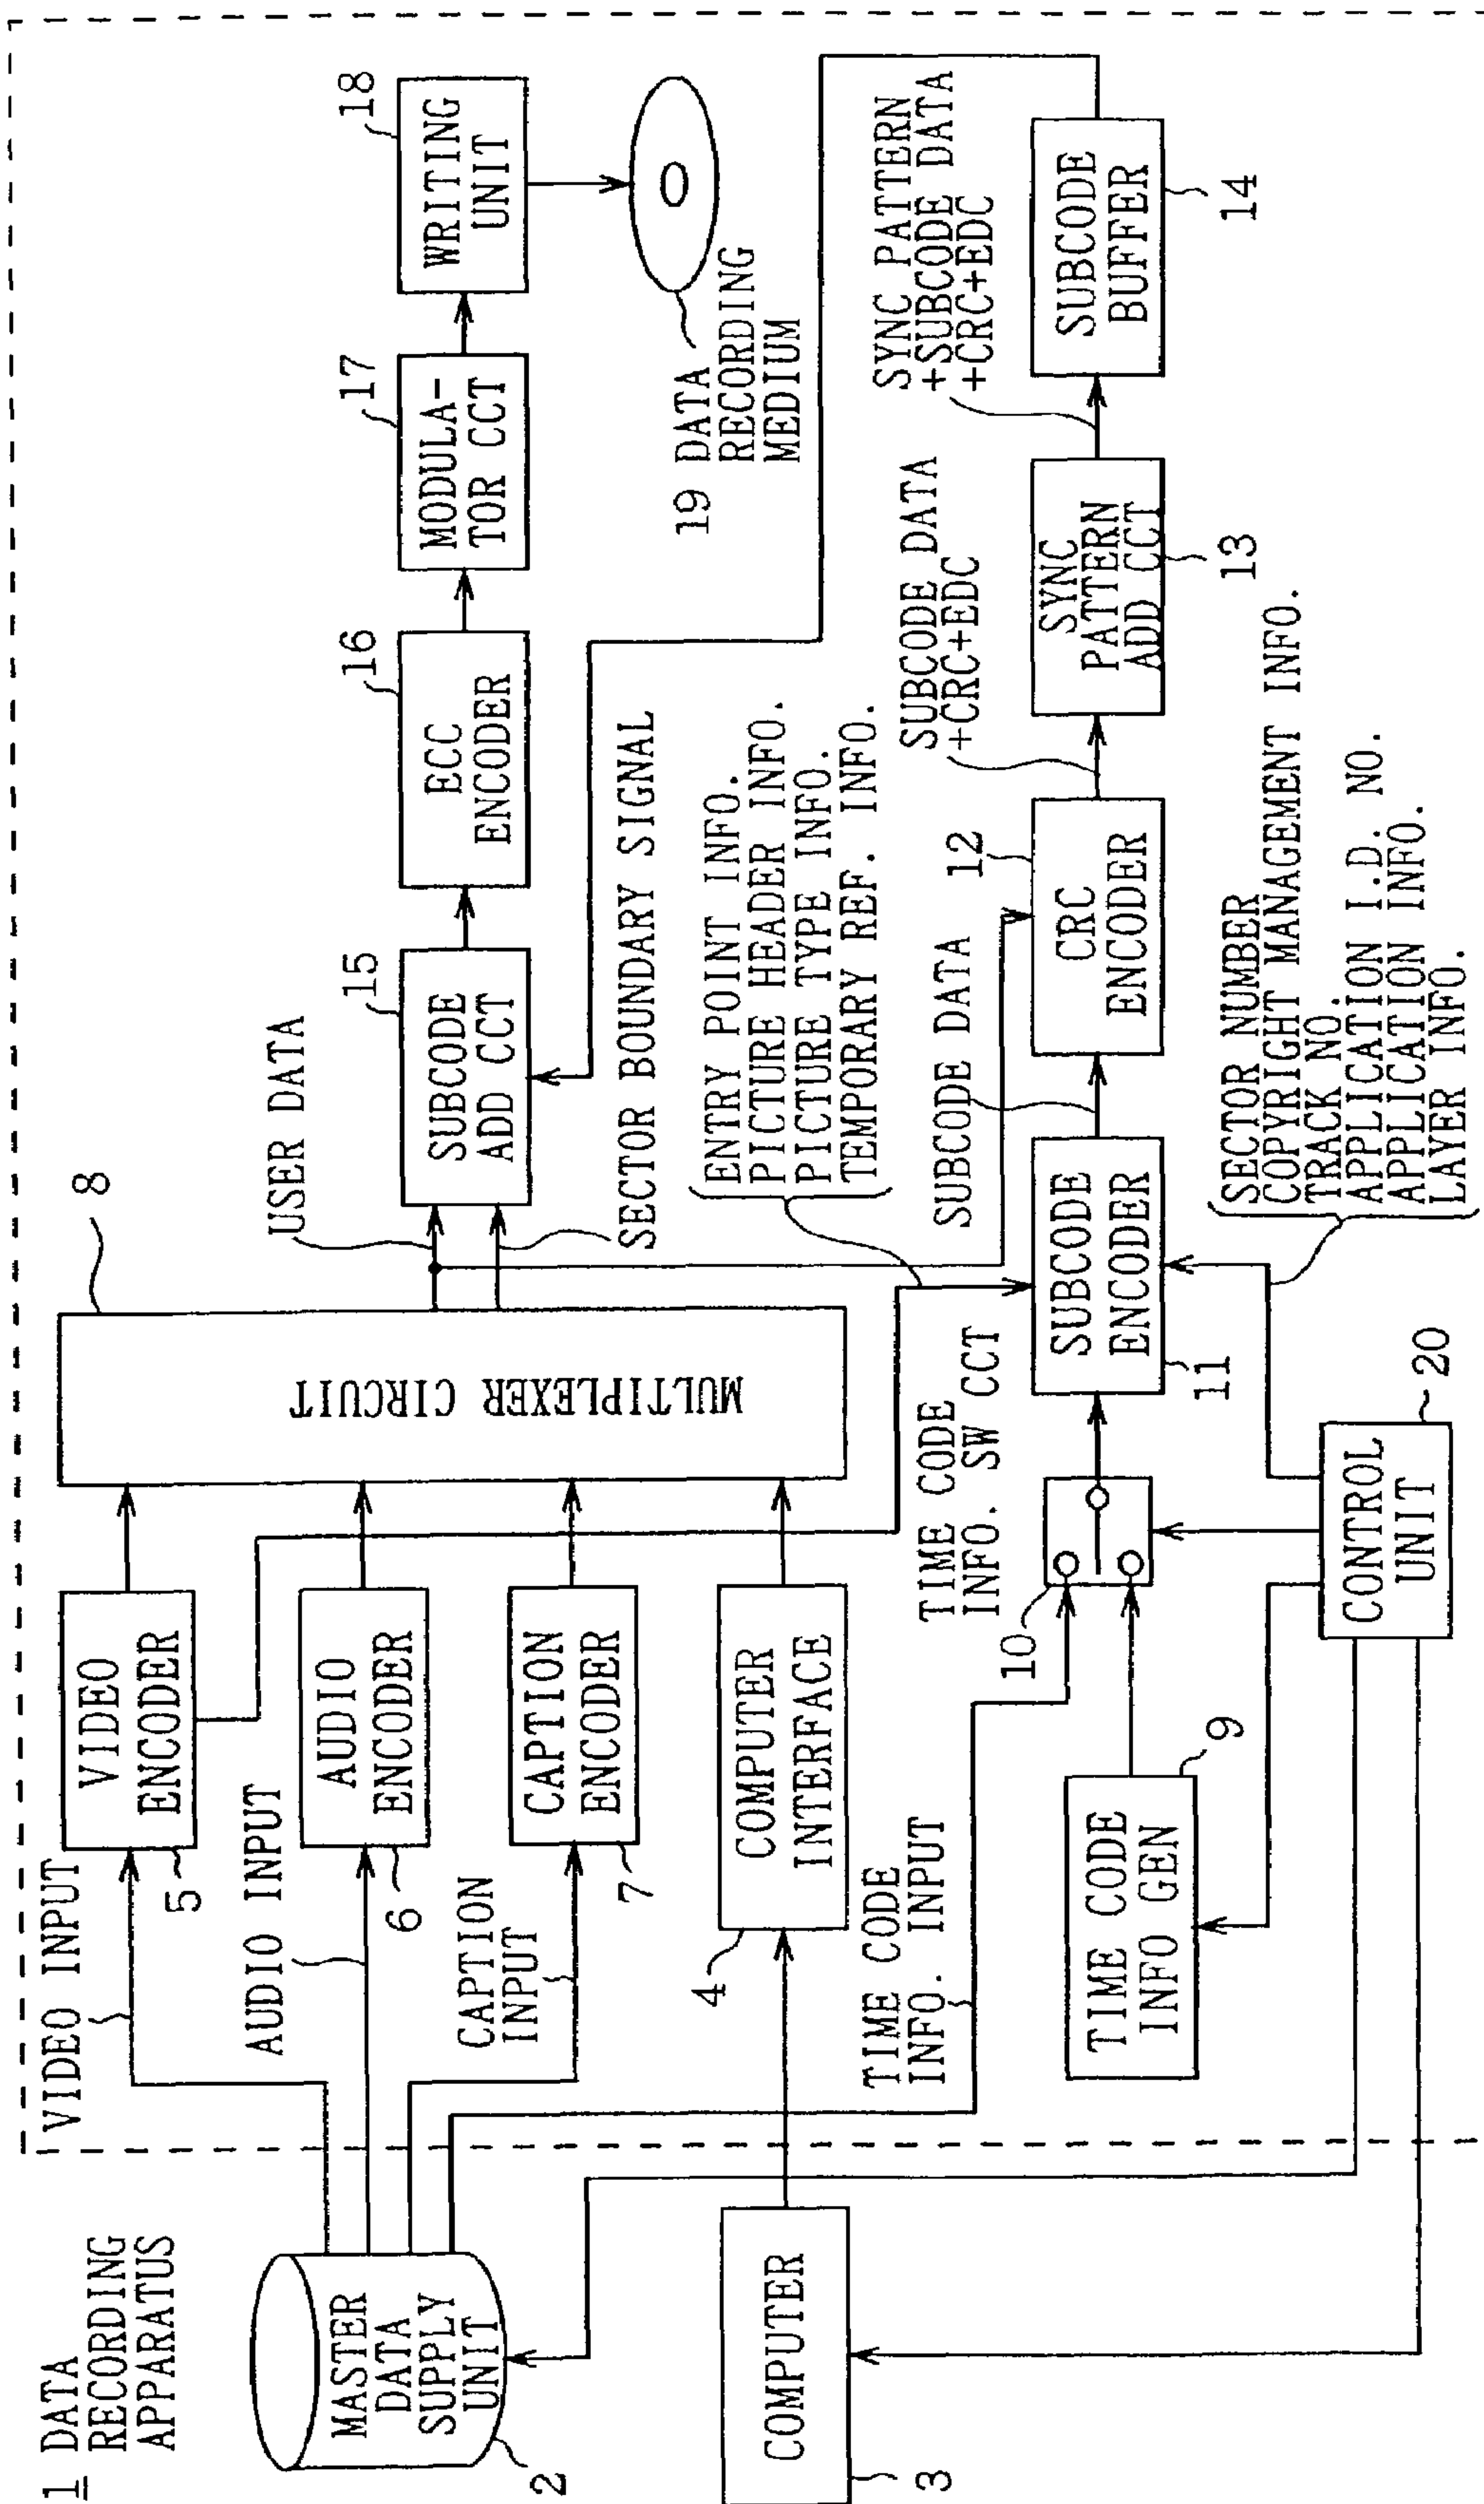 1 DATA
RECORDING
APPARATUS
MASTER
DATA
SUPPLY
UNIT
2
COMPUTER
3
VIDEO INPUT
VIDEO
ENCODER
5
AUDIO INPUT
AUDIO
ENCODER
6
CAPTION
INPUT
CAPTION
ENCODER
7
COMPUTER
INTERFACE
4
TIME CODE
INFO. INPUT
TIME CODE
INFO GEN
9
10
TIME CODE
INFO. SW CCT
CONTROL
UNIT
20
MULTIPLEXER CIRCUIT
8
USER DATA
SECTOR BOUNDARY SIGNAL
SUBCODE
ADD CCT
15
ECC
ENCODER
16
MODULA-
TOR CCT
17
WRITING
UNIT
18
19 DATA
RECORDING
MEDIUM
ENTRY POINT INFO.
PICTURE HEADER INFO.
PICTURE TYPE INFO.
TEMPORARY REF. INFO.
SUBCODE
ENCODER
11
SUBCODE DATA
SECTOR NUMBER
COPYRIGHT MANAGEMENT INFO.
TRACK NO
APPLICATION I.D. NO.
APPLICATION INFO.
LAYER INFO.
CRC
ENCODER
12
SUBCODE DATA
+CRC+EDC
SYNC
PATTERN
ADD CCT
13
SYNC PATTERN
+SUBCODE DATA
+CRC+EDC
SUBCODE
BUFFER
14